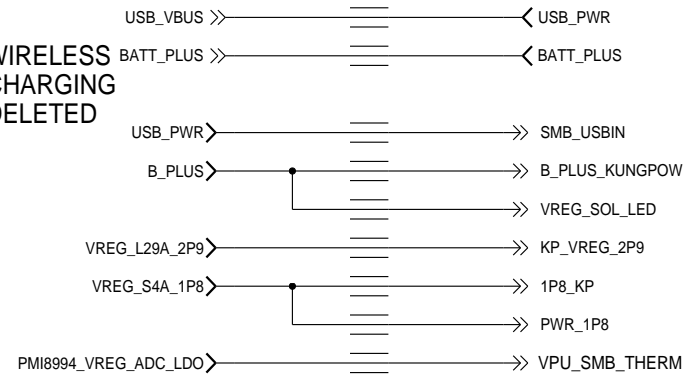 USB_VBUS USB_PWR
WIRELESS BATT_PLUS BATT_PLUS
CHARGING
DELETED
USB_PWR SMB_USBIN
B_PLUS B_PLUS_KUNGPOW
VREG_SOL_LED
VREG_L29A_2P9 KP_VREG_2P9
VREG_S4A_1P8 1P8_KP
PWR_1P8
PMI8994_VREG_ADC_LDO VPU_SMB_THERM